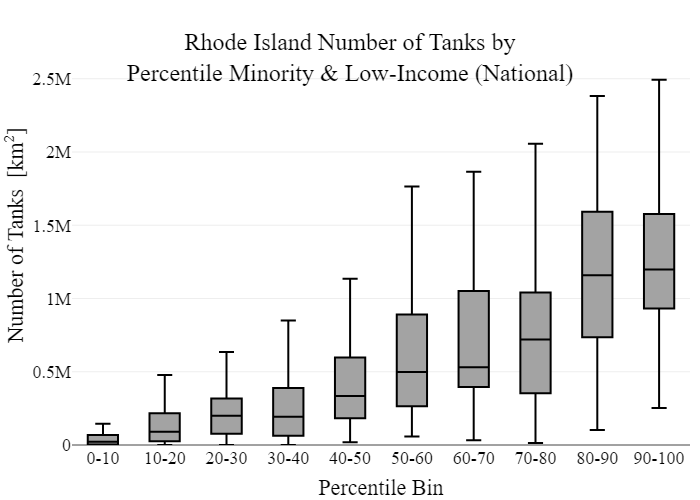 Rhode Island Number of Tanks by
Percentile Minority & Low-Income (National)
Number of Tanks [km²]
2.5M
2M
1.5M
1M
0.5M
0
0-10 10-20 20-30 30-40 40-50 50-60 60-70 70-80 80-90 90-100
Percentile Bin